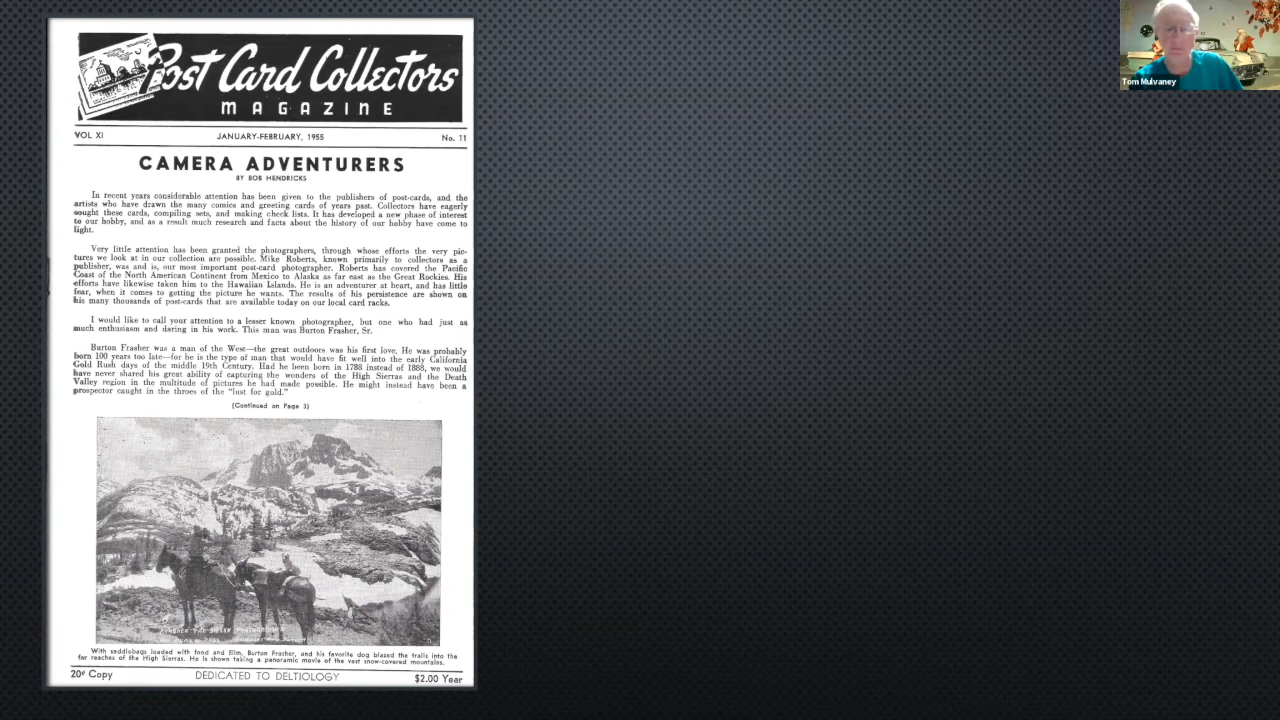 Post Card Collectors
MAGAZINE
VOL XI JANUARY-FEBRUARY, 1955 No. 11
CAMERA ADVENTURERS
BY BOB HENDRICKS
In recent years considerable attention has been given to the publishers of post-cards, and the
artists who have drawn the many comics and greeting cards of years past. Collectors have eagerly
sought these cards, compiling sets, and making check lists. It has developed a new phase of interest
to our hobby, and as a result much research and facts about the history of our hobby have come to
light.
Very little attention has been granted the photographers, through whose efforts the very pic-
tures we look at in our collection are possible. Mike Roberts, known primarily to collectors as a
publisher, was and is, our most important post-card photographer. Roberts has covered the Pacific
Coast of the North American Continent from Mexico to Alaska as far east as the Great Rockies. His
efforts have likewise taken him to the Hawaiian Islands. He is an adventurer at heart, and has little
fear, when it comes to getting the picture he wants. The results of his persistence are shown on
his many thousands of post-cards that are available today on our local card racks.
I would like to call your attention to a lesser known photographer, but one who had just as
much enthusiasm and daring in his work. This man was Burton Frasher, Sr.
Burton Frasher was a man of the West—the great outdoors was his first love. He was probably
born 100 years too late—for he is the type of man that would have fit well into the early California
Gold Rush days of the middle 19th Century. Had he been born in 1788 instead of 1888, we would
have never shared his great ability of capturing the wonders of the High Sierras and the Death
Valley region in the multitude of pictures he had made possible. He might instead have been a
prospector caught in the throes of the "lust for gold."
(Continued on Page 3)
With saddlebags loaded with food and film, Burton Frasher, and his favorite dog blazed the trails into the
far reaches of the High Sierras. He is shown taking a panoramic movie of the vast snow-covered mountains.
20¢ Copy DEDICATED TO DELTIOLOGY $2.00 Year
Tom Mulvaney